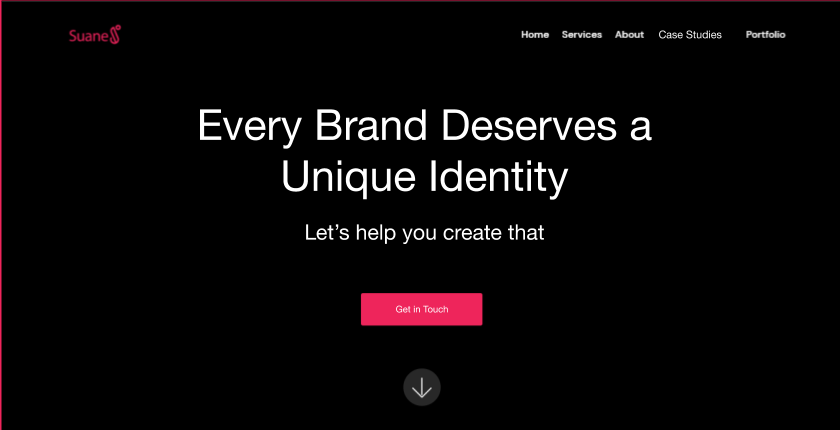 Suane
Home Services About Case Studies Portfolio
Every Brand Deserves a
Unique Identity
Let’s help you create that
Get in Touch